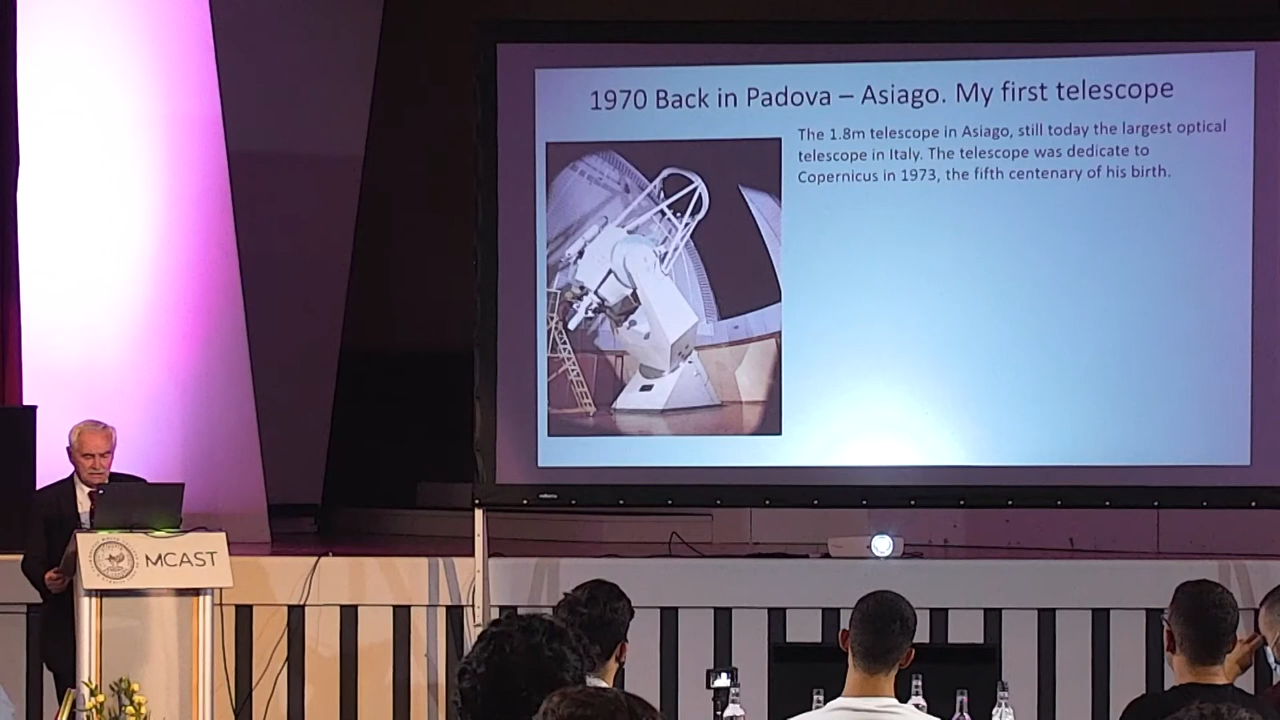 1970 Back in Padova – Asiago. My first telescope
The 1.8m telescope in Asiago, still today the largest optical
telescope in Italy. The telescope was dedicate to
Copernicus in 1973, the fifth centenary of his birth.
MCAST